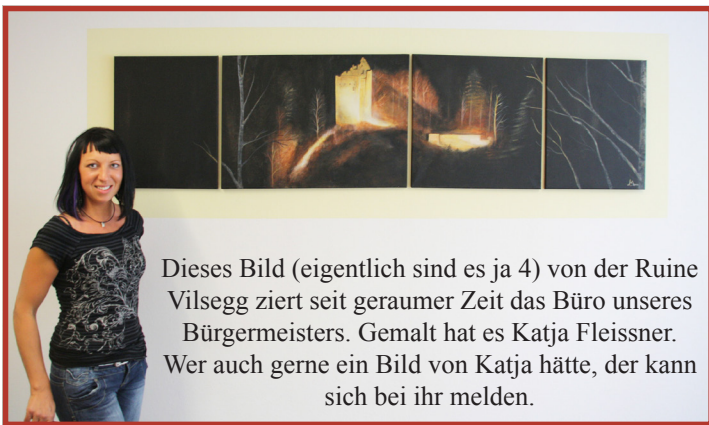 Dieses Bild (eigentlich sind es ja 4) von der Ruine
Vilsegg ziert seit geraumer Zeit das Büro unseres
Bürgermeisters. Gemalt hat es Katja Fleissner.
Wer auch gerne ein Bild von Katja hätte, der kann
sich bei ihr melden.